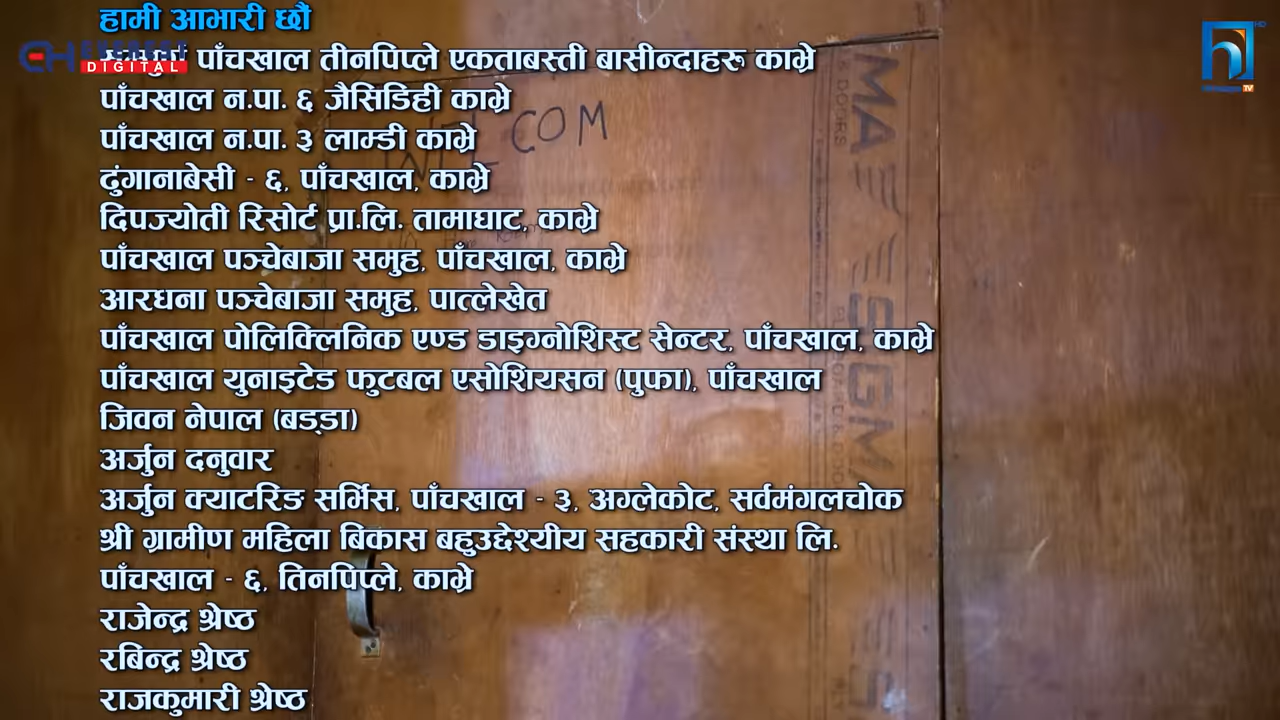 हामी आभारी छौं
पाँचखाल तीनपिप्ले एकताबस्ती बासीन्दाहरू काभ्रे
DIGITAL
पाँचखाल न.पा. ६ जैसिडिही काभ्रे
पाँचखाल न.पा. ३ लाम्डी काभ्रे
ढुंगानाबेसी - ६, पाँचखाल, काभ्रे
दिपज्योती रिसोर्ट प्रा.लि. तामाघाट, काभ्रे
पाँचखाल पञ्चेबाजा समुह, पाँचखाल, काभ्रे
आरधना पञ्चेबाजा समुह, पात्लेखेत
पाँचखाल पोलिक्लिनिक एण्ड डाइग्नोशिस्ट सेन्टर, पाँचखाल, काभ्रे
पाँचखाल युनाइटेड फुटबल एसोशियसन (पुफा), पाँचखाल
जिवन नेपाल (बड्डा)
अर्जुन दनुवार
अर्जुन क्याटरिङ सर्भिस, पाँचखाल - ३, अग्लेकोट, सर्वमंगलचोक
श्री ग्रामीण महिला बिकास बहुउद्देश्यीय सहकारी संस्था लि.
पाँचखाल - ६, तिनपिप्ले, काभ्रे
राजेन्द्र श्रेष्ठ
रबिन्द्र श्रेष्ठ
राजकुमारी श्रेष्ठ
COM
HD
TV